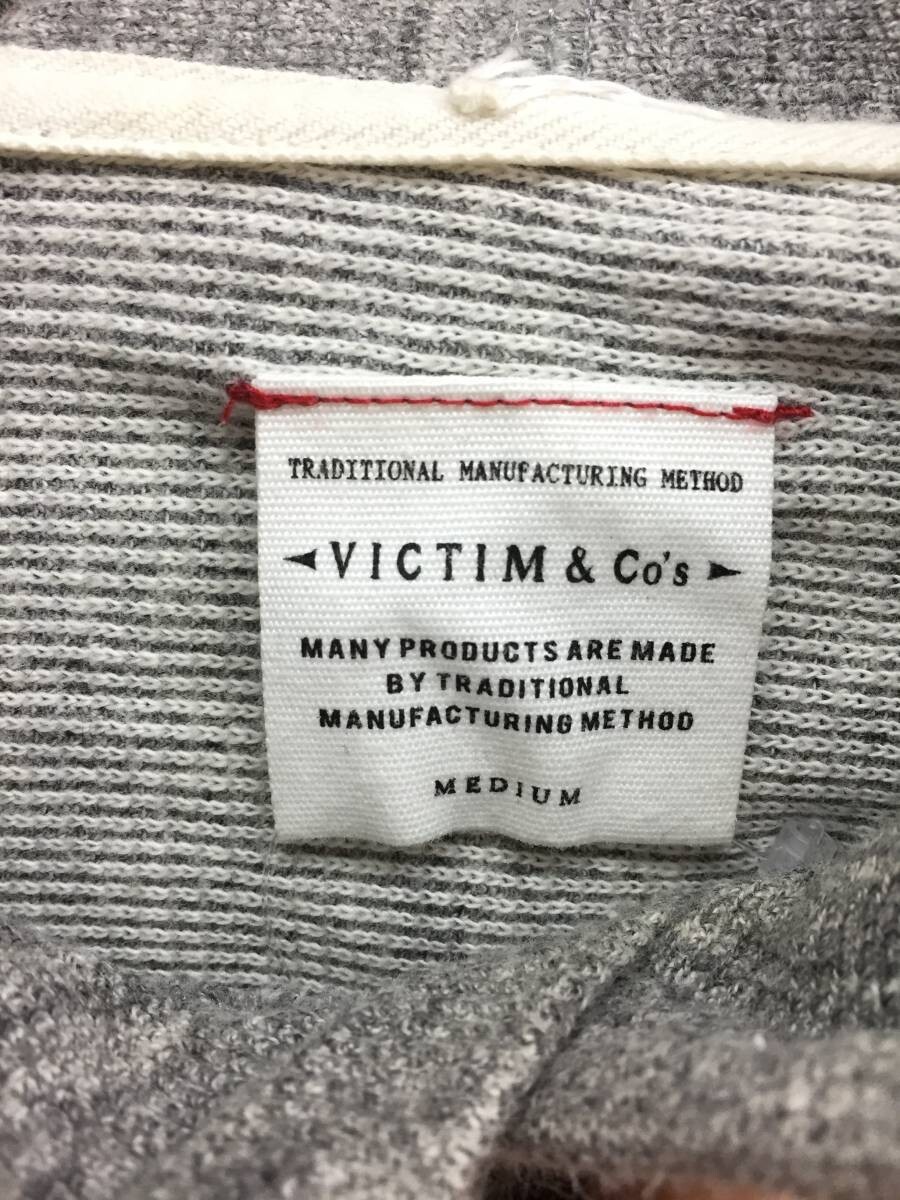 TRADITIONAL MANUFACTURING METHOD
VICTIM & Co's
MANY PRODUCTS ARE MADE
BY TRADITIONAL
MANUFACTURING METHOD
MEDIUM